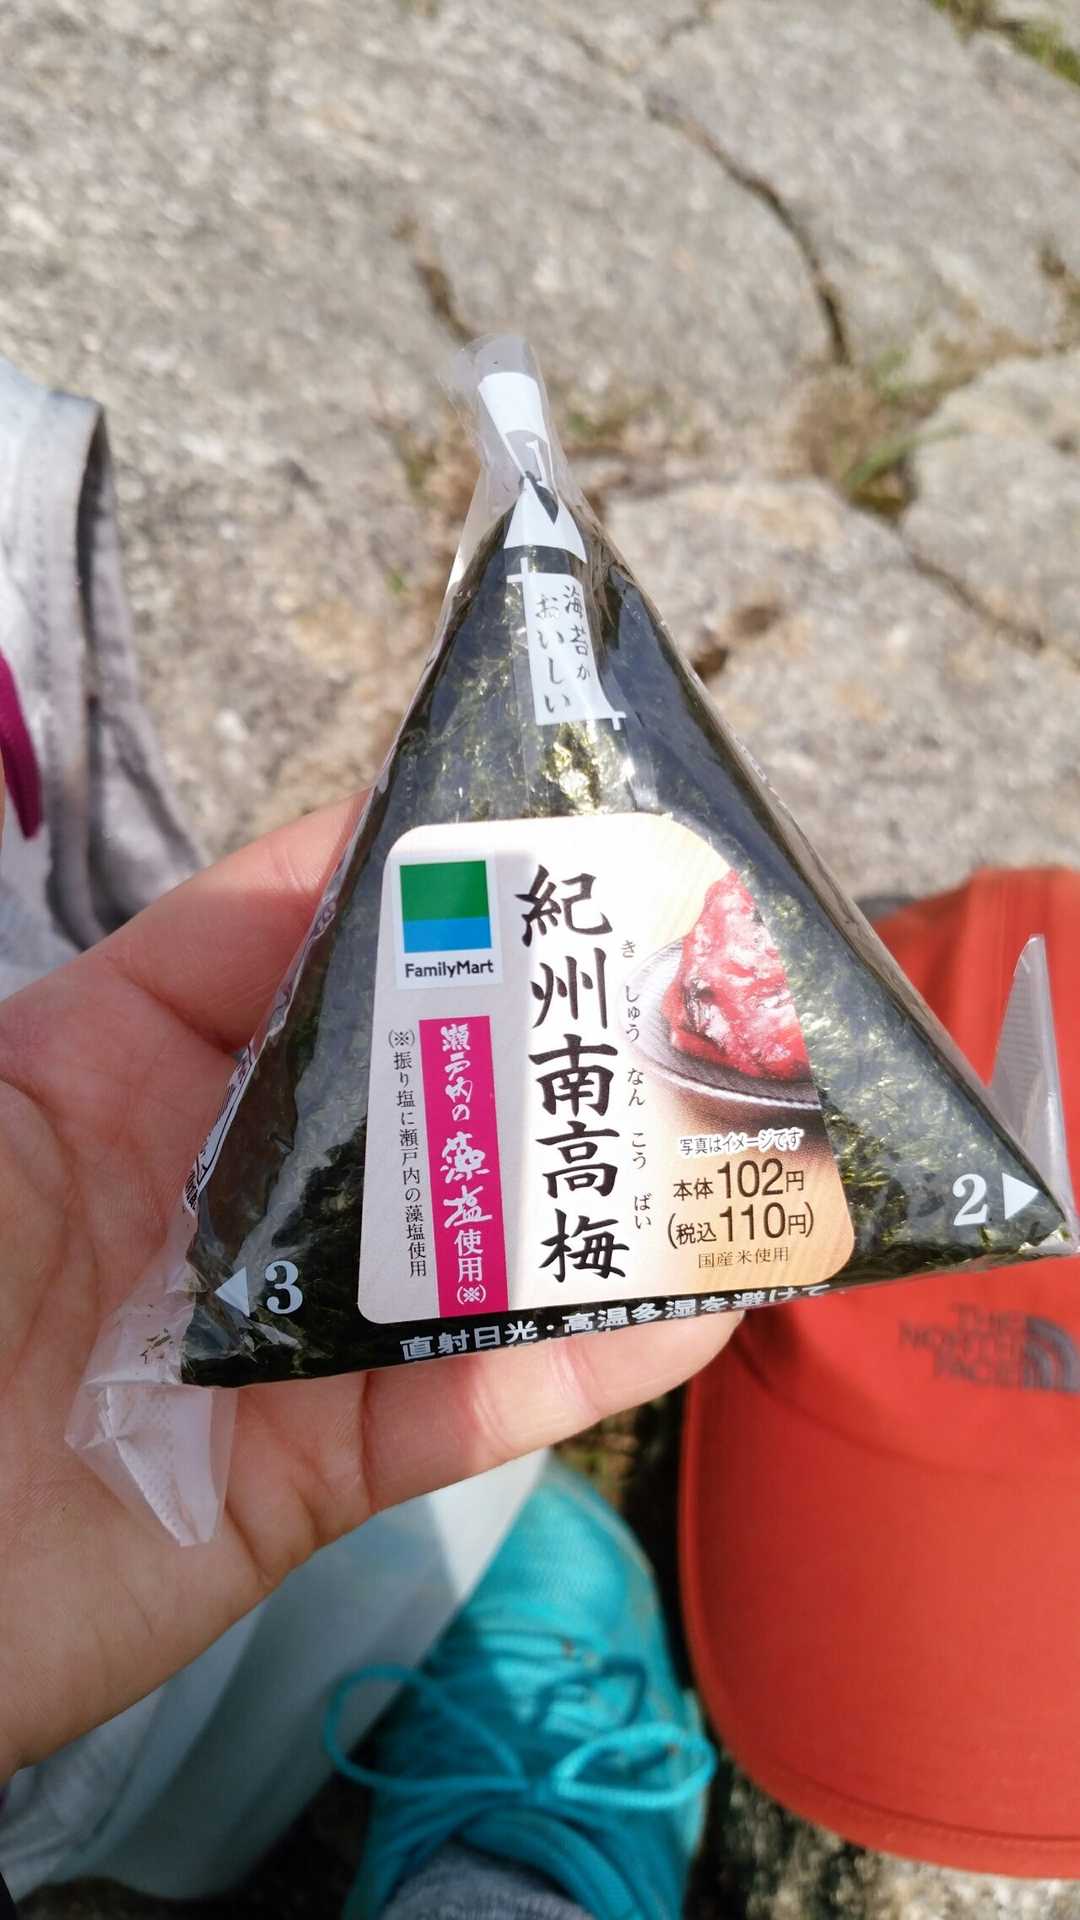 1
海苔が
おいしい
FamilyMart
紀州南高梅
き しゅう なん こう ばい
瀬戸内の藻塩使用(※)
(※)振り塩に瀬戸内の藻塩使用
写真はイメージです
本体102円
(税込110円)
国産米使用
2
3
直射日光・高温多湿を避けて
THE
NORTH
FACE